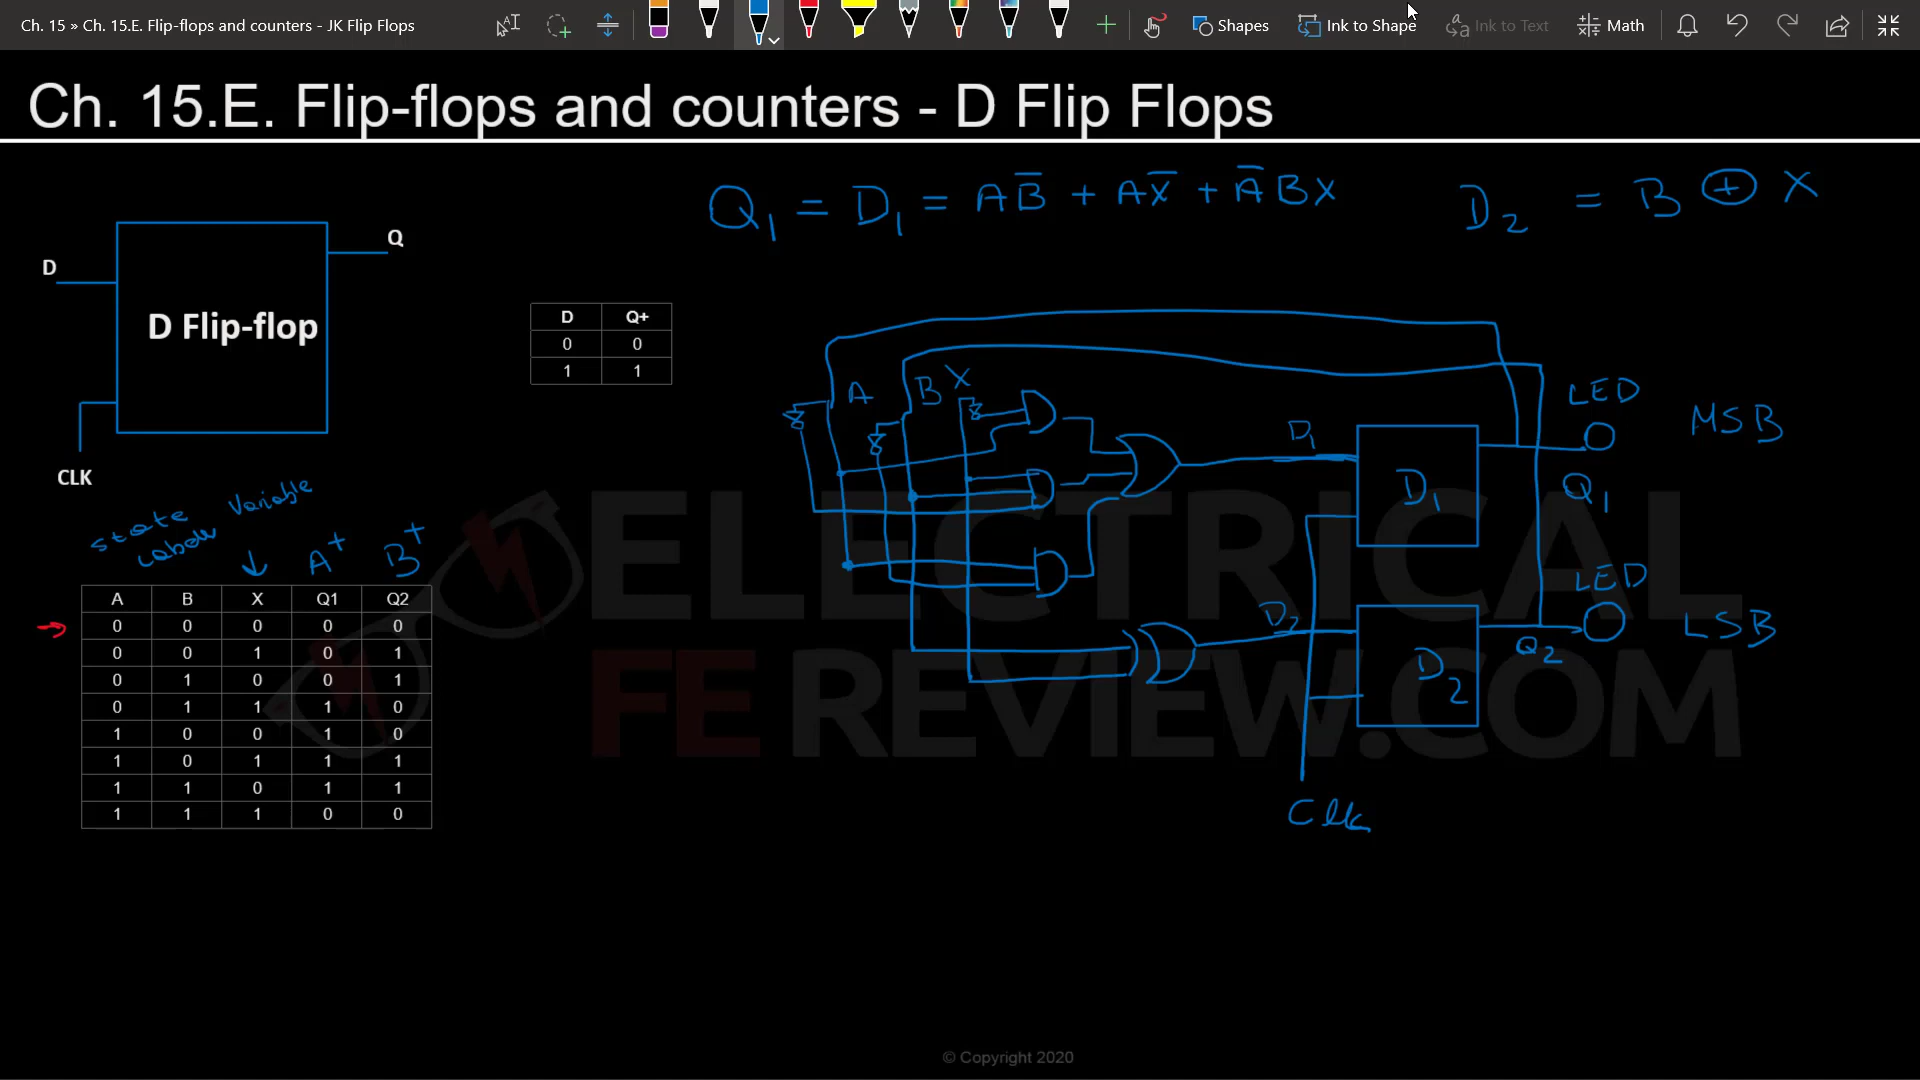 Ch. 15 » Ch. 15.E. Flip-flops and counters - JK Flip Flops
Shapes
Ink to Shape
Ink to Text
Math
Ch. 15.E. Flip-flops and counters - D Flip Flops
Q1 = D1 = AB̅ + AX̅ + A̅BX
D2 = B ⊕ X
D
Q
D Flip-flop
CLK
D Q+
0 0
1 1
A B X
LED
MSB
D1
D1
Q1
LED
LSB
D2
D2
Q2
Clk
state Variable
A+ B+
A B X Q1 Q2
0 0 0 0 0
0 0 1 0 1
0 1 0 0 1
0 1 1 1 0
1 0 0 1 0
1 0 1 1 1
1 1 0 1 1
1 1 1 0 0
ELECTRICAL
FE REVIEW.COM
© Copyright 2020